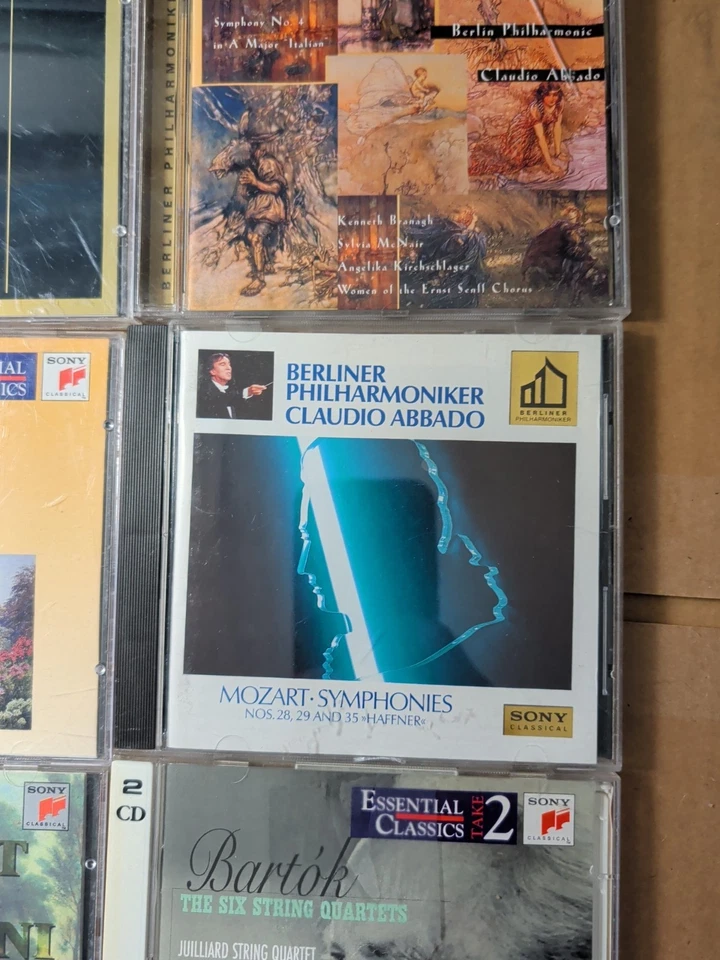 Symphony No. 4
in A Major "Italian"
Berlin Philharmonic
Claudio Abbado
BERLINER PHILHARMONIKER
Kenneth Branagh
Sylvia McNair
Angelika Kirchschlager
Women of the Ernst Senff Chorus
SONY
CLASSICAL
BERLINER
PHILHARMONIKER
CLAUDIO ABBADO
BERLINER
PHILHARMONIKER
MOZART · SYMPHONIES
NOS. 28, 29 AND 35 »HAFFNER«
SONY
CLASSICAL
SONY
CLASSICAL
2
CD
ESSENTIAL
CLASSICS
TAKE
2
SONY
CLASSICAL
Bartók
THE SIX STRING QUARTETS
JUILLIARD STRING QUARTET